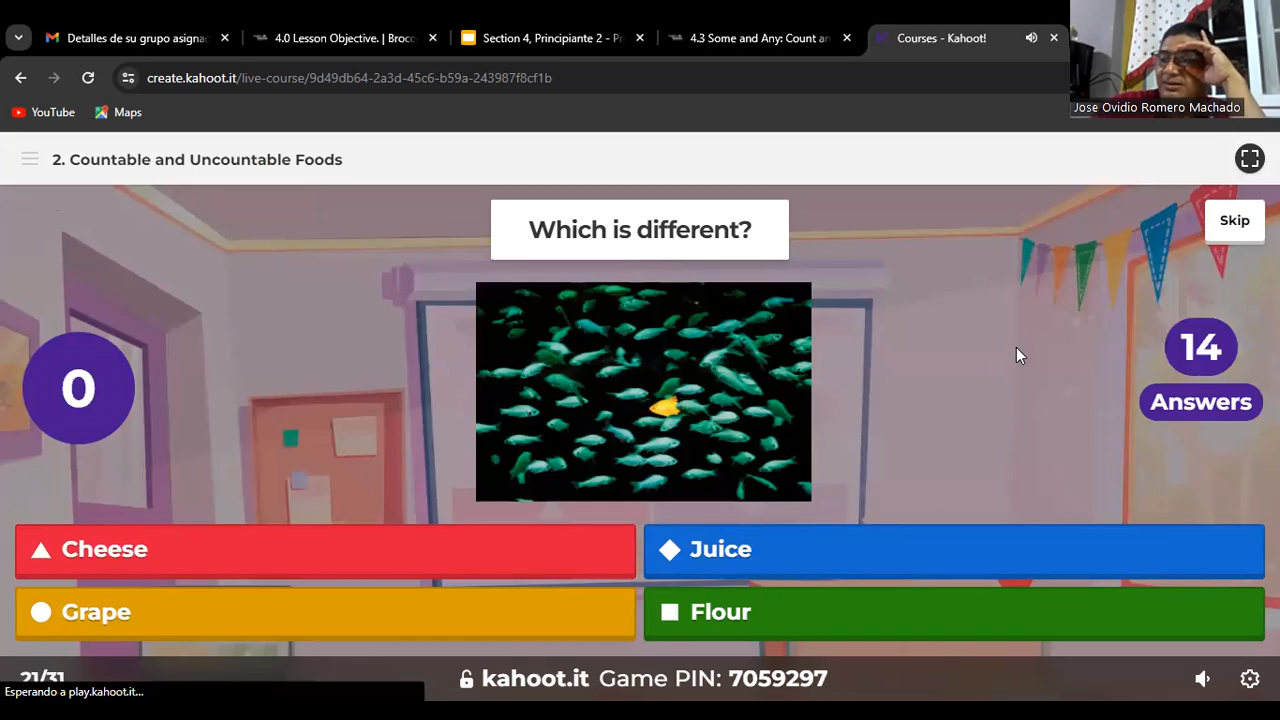 Detalles de su grupo asigna
4.0 Lesson Objective. | Brocc
Section 4, Principiante 2 - Pr
4.3 Some and Any: Count an
Courses - Kahoot!
create.kahoot.it/live-course/9d49db64-2a3d-45c6-b59a-243987f8cf1b
YouTube
Maps
Jose Ovidio Romero Machado
2. Countable and Uncountable Foods
Which is different?
Skip
0
14
Answers
Cheese
Juice
Grape
Flour
21/31
kahoot.it Game PIN: 7059297
Esperando a play.kahoot.it...